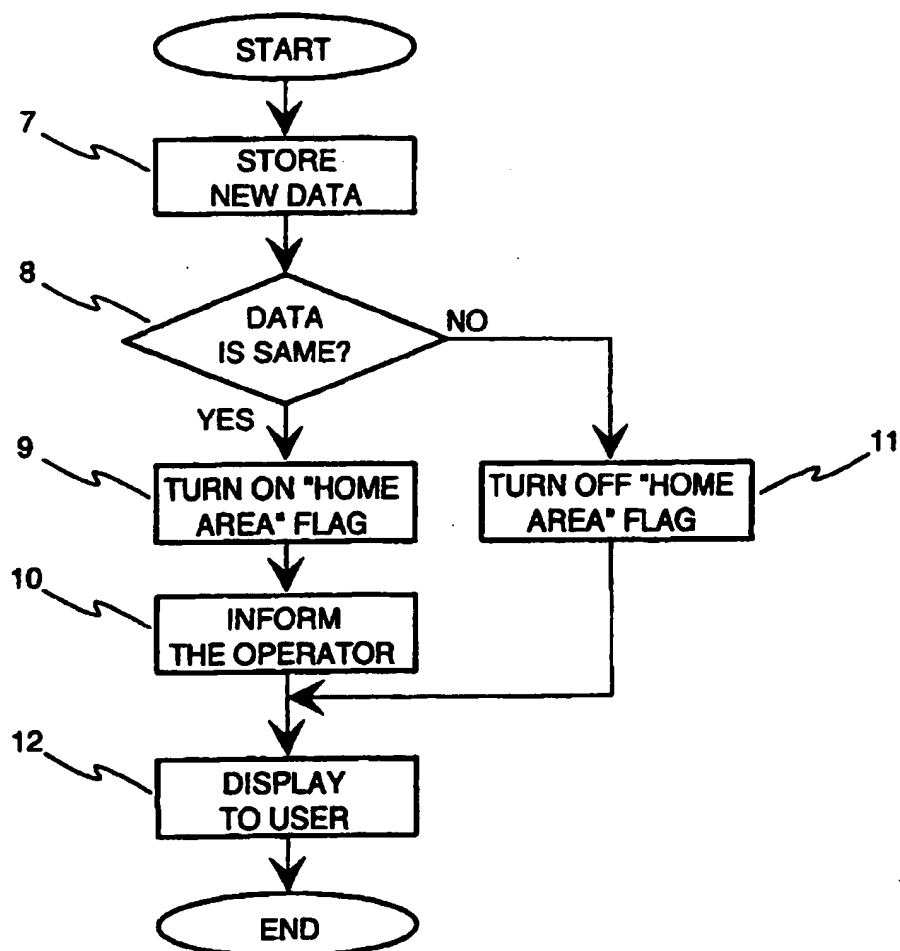 START
7
STORE
NEW DATA
8
DATA
IS SAME?
NO
YES
9
TURN ON "HOME
AREA" FLAG
11
TURN OFF "HOME
AREA" FLAG
10
INFORM
THE OPERATOR
12
DISPLAY
TO USER
END